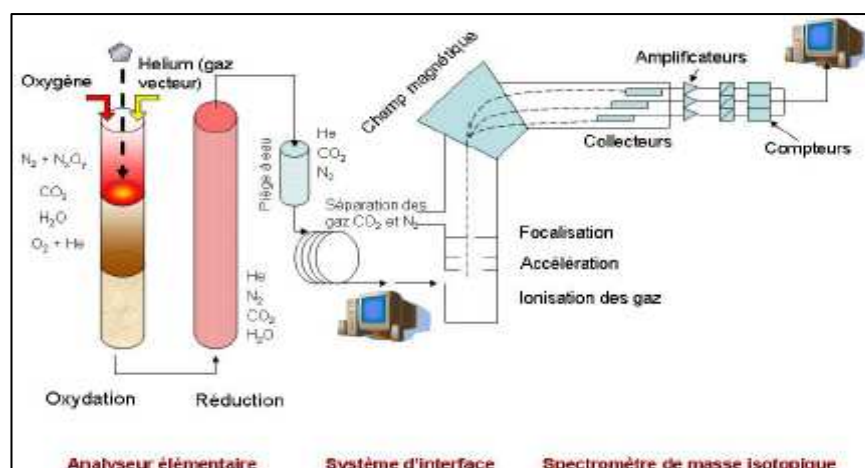 Oxygène
Helium (gaz
vecteur)
N₂ + NₓOᵧ
CO₂
H₂O
O₂ + He
Oxydation
Réduction
He
N₂
CO₂
H₂O
Piège à eau
He
CO₂
N₂
Séparation des
gaz CO₂ et N₂
Champ magnétique
Focalisation
Accélération
Ionisation des gaz
Collecteurs
Amplificateurs
Compteurs
Analyseur élémentaire
Système d'interface
Spectromètre de masse isotopique